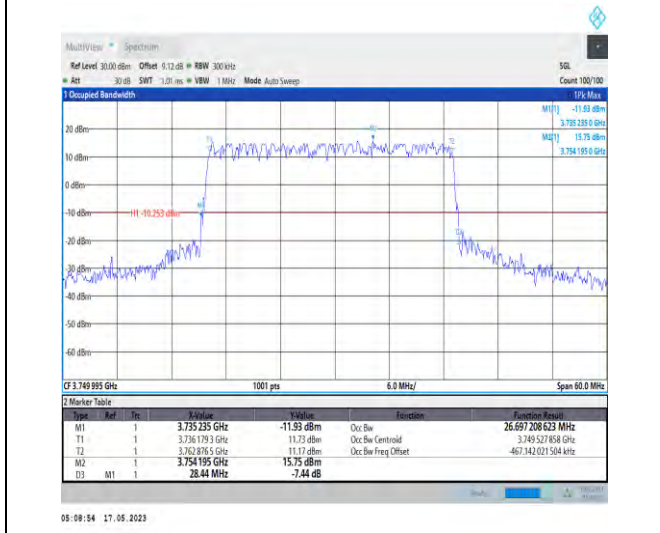 MultiView Spectrum
Ref Level 30.00 dBm Offset 9.12 dB RBW 300 kHz SGL
Att 30 dB SWT 1.01 ms VBW 1 MHz Mode Auto Sweep Count 100/100
1 Occupied Bandwidth 1Pk Max
M1[1] -11.93 dBm
3.735 235 0 GHz
M2[1] 15.75 dBm
3.754 195 0 GHz
20 dBm
10 dBm
0 dBm
-10 dBm H1 -10.253 dBm
-20 dBm
-30 dBm
-40 dBm
-50 dBm
-60 dBm
CF 3.749 995 GHz 1001 pts 6.0 MHz/ Span 60.0 MHz
2 Marker Table
Type Ref Trc X-Value Y-Value Function Function Result
M1 1 3.735 235 GHz -11.93 dBm Occ Bw 26.697 208 623 MHz
T1 1 3.736 179 3 GHz 11.73 dBm Occ Bw Centroid 3.749 527 858 GHz
T2 1 3.762 876 5 GHz 11.17 dBm Occ Bw Freq Offset -467.142 021 504 kHz
M2 1 3.754 195 GHz 15.75 dBm
D3 M1 1 28.44 MHz -7.44 dB
05:08:54 17.05.2023